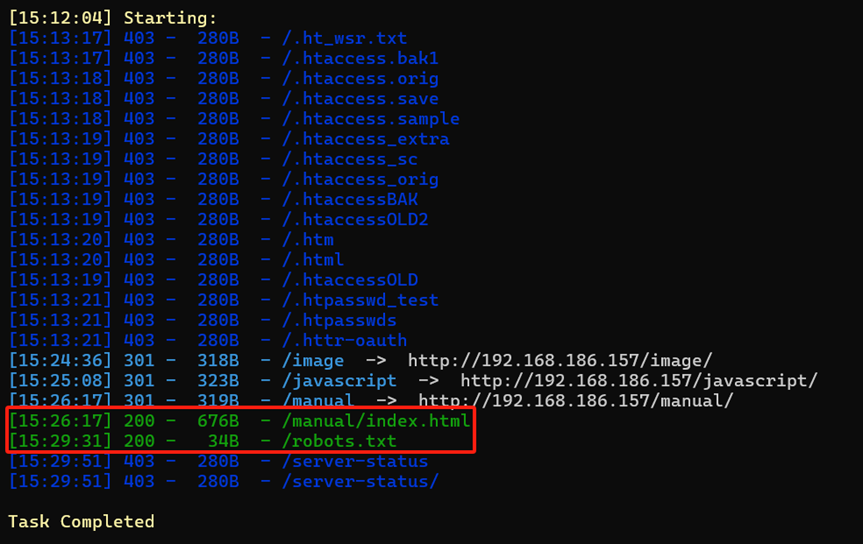 [15:12:04] Starting:
[15:13:17] 403 -  280B  - /.ht_wsr.txt
[15:13:17] 403 -  280B  - /.htaccess.bak1
[15:13:18] 403 -  280B  - /.htaccess.orig
[15:13:18] 403 -  280B  - /.htaccess.save
[15:13:18] 403 -  280B  - /.htaccess.sample
[15:13:19] 403 -  280B  - /.htaccess_extra
[15:13:19] 403 -  280B  - /.htaccess_sc
[15:13:19] 403 -  280B  - /.htaccess_orig
[15:13:19] 403 -  280B  - /.htaccessBAK
[15:13:19] 403 -  280B  - /.htaccessOLD2
[15:13:20] 403 -  280B  - /.htm
[15:13:20] 403 -  280B  - /.html
[15:13:19] 403 -  280B  - /.htaccessOLD
[15:13:21] 403 -  280B  - /.htpasswd_test
[15:13:21] 403 -  280B  - /.htpasswds
[15:13:21] 403 -  280B  - /.httr-oauth
[15:24:36] 301 -  318B  - /image  ->  http://192.168.186.157/image/
[15:25:08] 301 -  323B  - /javascript  ->  http://192.168.186.157/javascript/
[15:26:17] 301 -  319B  - /manual  ->  http://192.168.186.157/manual/
[15:26:17] 200 -  676B  - /manual/index.html
[15:29:31] 200 -   34B  - /robots.txt
[15:29:51] 403 -  280B  - /server-status
[15:29:51] 403 -  280B  - /server-status/
Task Completed